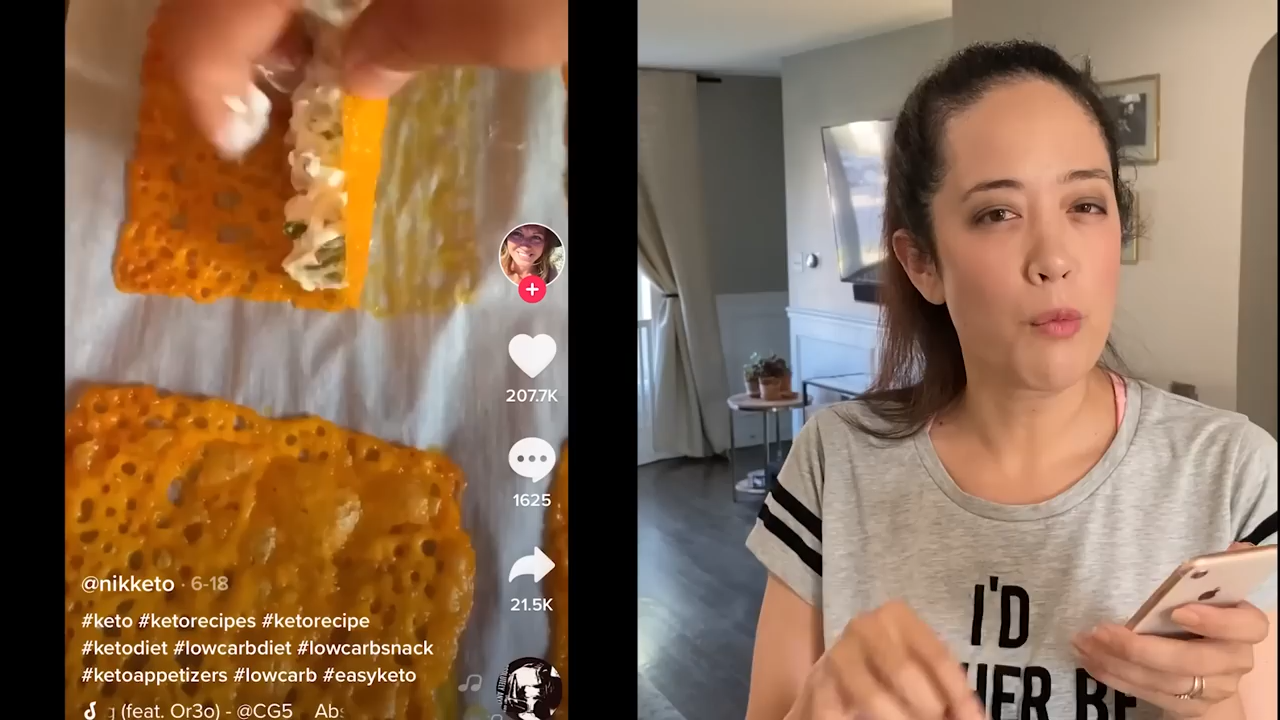 207.7K
1625
21.5K
@nikketo · 6-18
#keto #ketorecipes #ketorecipe
#ketodiet #lowcarbdiet #lowcarbsnack
#ketoappetizers #lowcarb #easyketo
(feat. Or3o) - @CG5 Abs
I'D